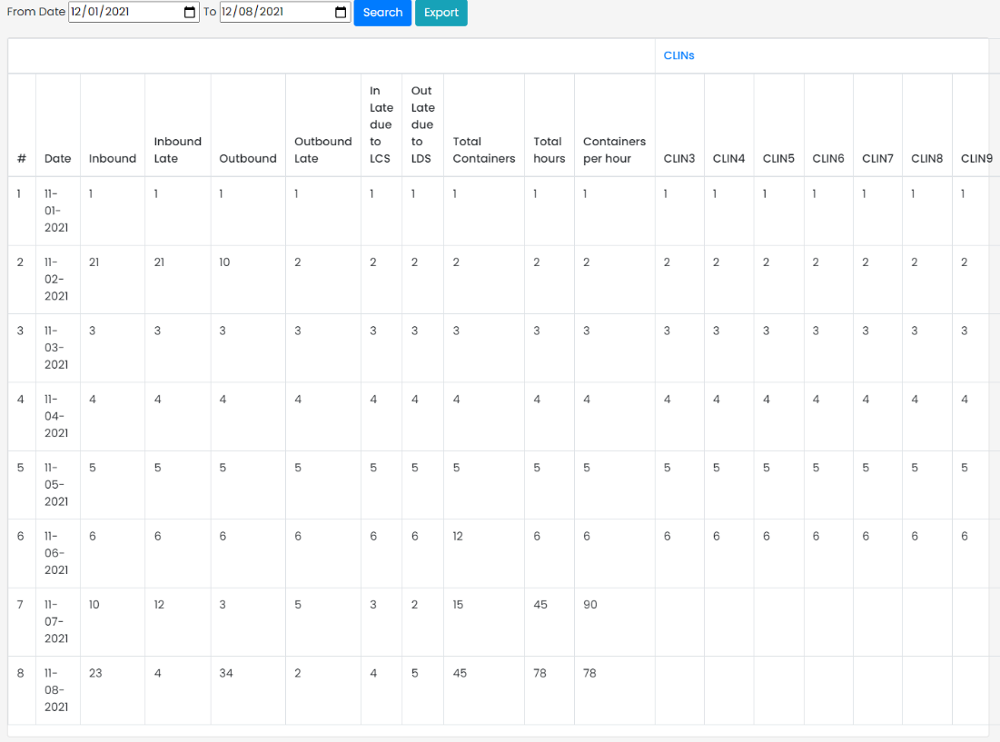 From Date 12/01/2021 To 12/08/2021 Search Export
CLINs
# Date Inbound Inbound Late Outbound Outbound Late In Late due to LCS Out Late due to LDS Total Containers Total hours Containers per hour CLIN3 CLIN4 CLIN5 CLIN6 CLIN7 CLIN8 CLIN9
1 11-01-2021 1 1 1 1 1 1 1 1 1 1 1 1 1 1 1 1
2 11-02-2021 21 21 10 2 2 2 2 2 2 2 2 2 2 2 2 2
3 11-03-2021 3 3 3 3 3 3 3 3 3 3 3 3 3 3 3 3
4 11-04-2021 4 4 4 4 4 4 4 4 4 4 4 4 4 4 4 4
5 11-05-2021 5 5 5 5 5 5 5 5 5 5 5 5 5 5 5 5
6 11-06-2021 6 6 6 6 6 6 12 6 6 6 6 6 6 6 6 6
7 11-07-2021 10 12 3 5 3 2 15 45 90
8 11-08-2021 23 4 34 2 4 5 45 78 78